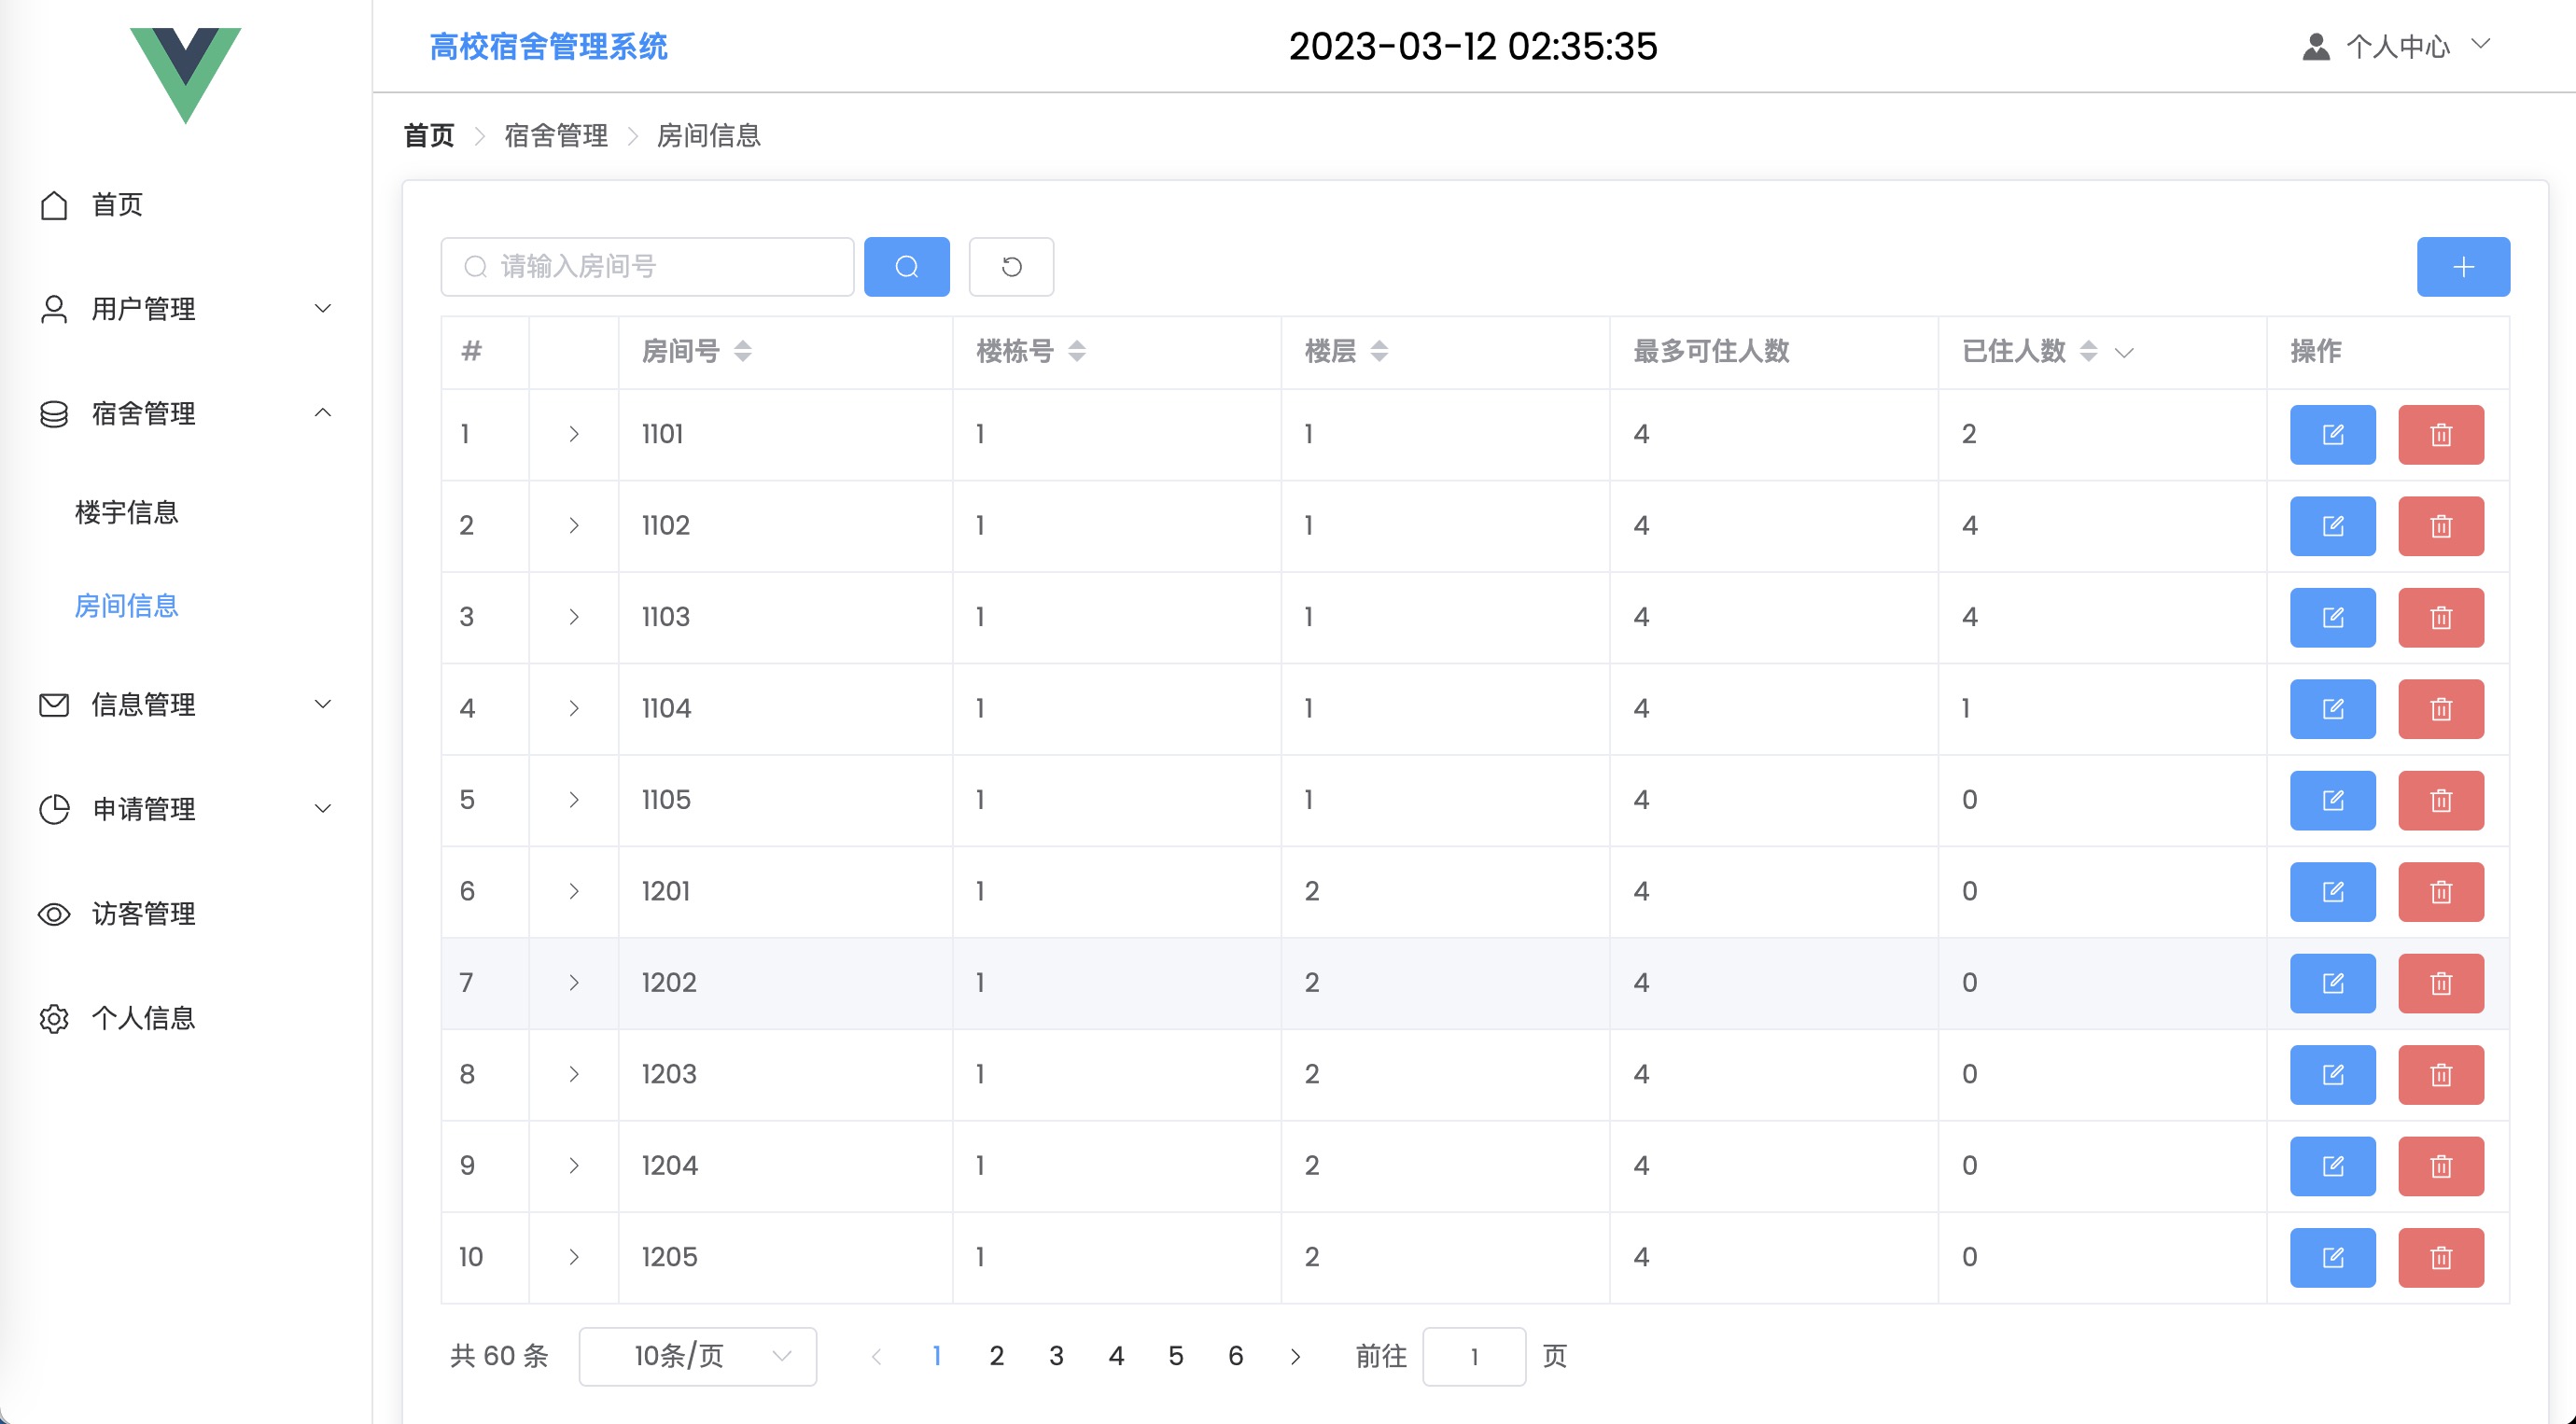 高校宿舍管理系统
2023-03-12 02:35:35
个人中心
首页
用户管理
宿舍管理
楼宇信息
房间信息
信息管理
申请管理
访客管理
个人信息
首页 宿舍管理 房间信息
请输入房间号
# 房间号 楼栋号 楼层 最多可住人数 已住人数 操作
1 1101 1 1 4 2
2 1102 1 1 4 4
3 1103 1 1 4 4
4 1104 1 1 4 1
5 1105 1 1 4 0
6 1201 1 2 4 0
7 1202 1 2 4 0
8 1203 1 2 4 0
9 1204 1 2 4 0
10 1205 1 2 4 0
共 60 条 10条/页 1 2 3 4 5 6 前往 1 页